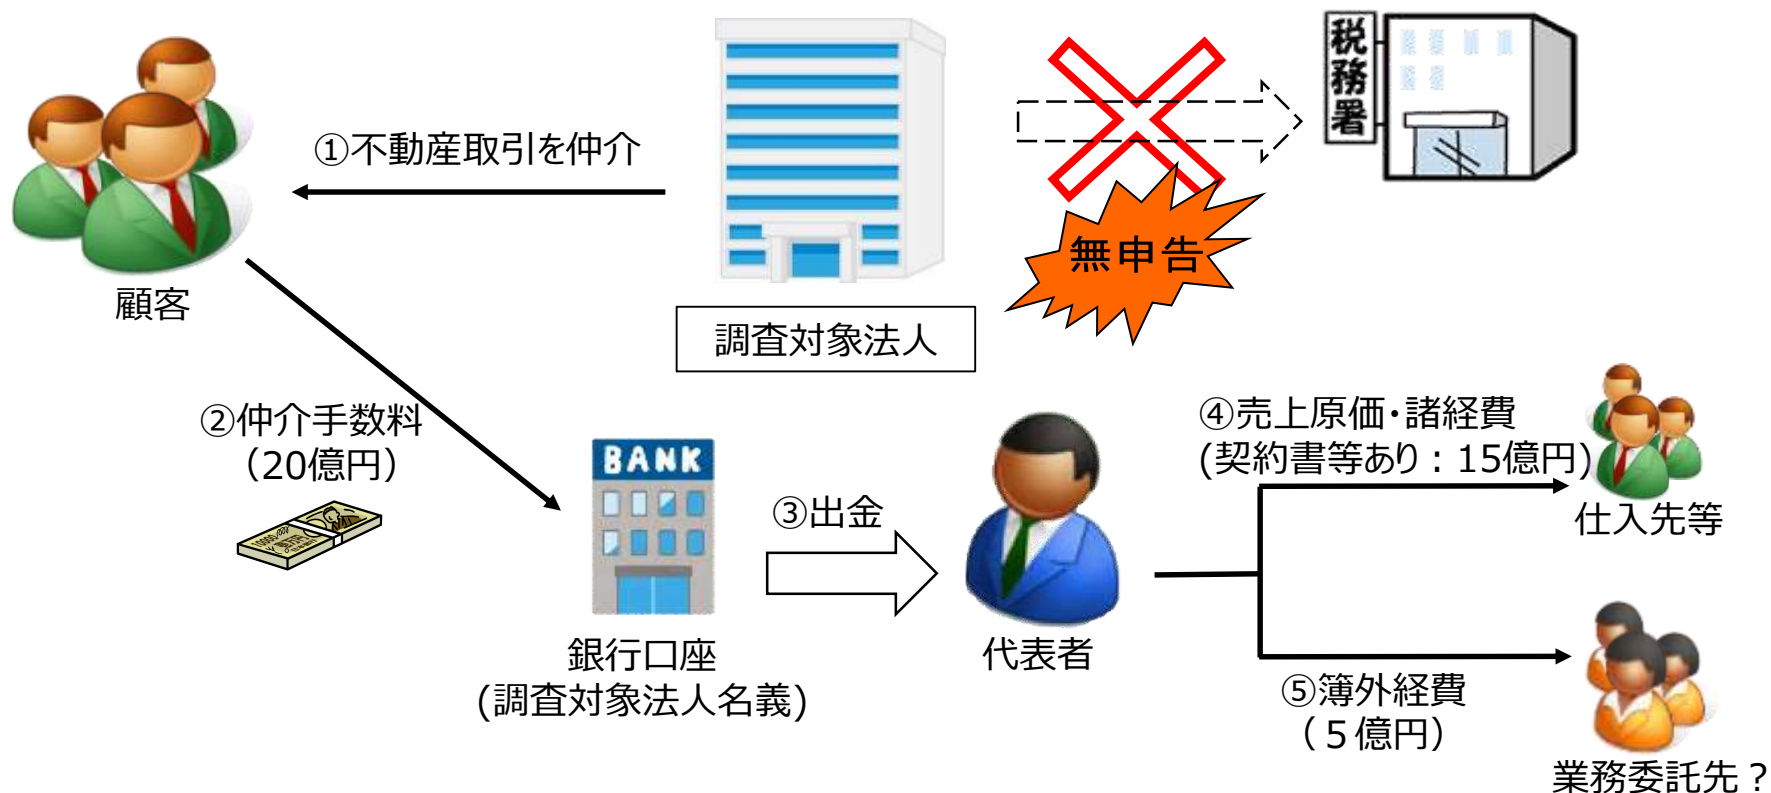 税務署
①不動産取引を仲介
無申告
顧客
調査対象法人
②仲介手数料
（20億円）
BANK
③出金
④売上原価・諸経費
(契約書等あり：15億円)
仕入先等
銀行口座
(調査対象法人名義)
代表者
⑤簿外経費
（５億円）
業務委託先？